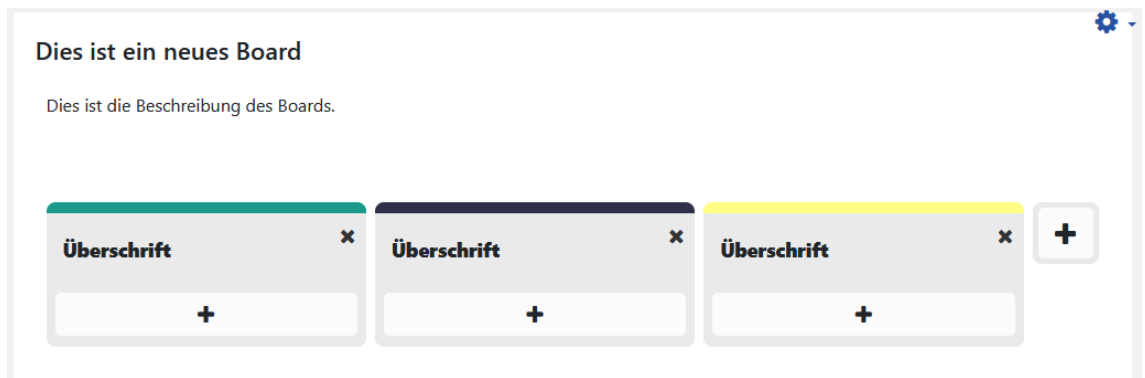 Dies ist ein neues Board
Dies ist die Beschreibung des Boards.
Überschrift
Überschrift
Überschrift